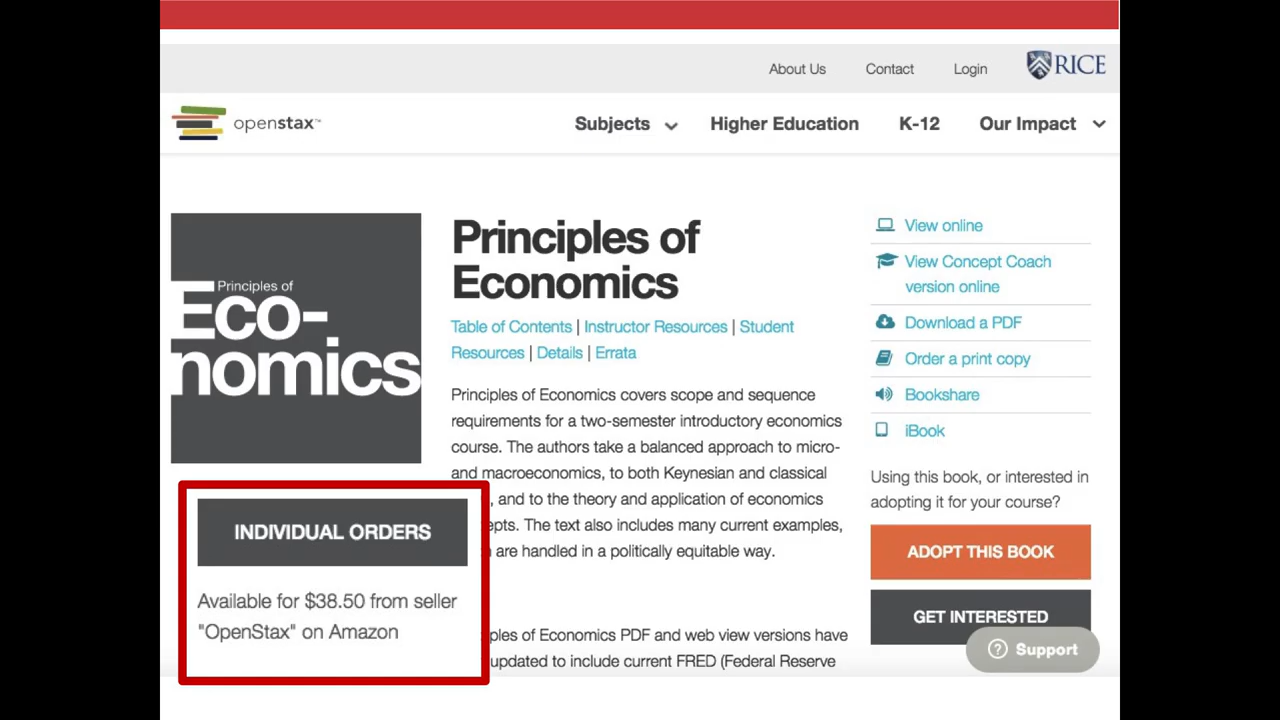 About Us
Contact
Login
RICE
openstax™
Subjects
Higher Education
K-12
Our Impact
Principles of
Eco-
nomics
Principles of
Economics
Table of Contents | Instructor Resources | Student
Resources | Details | Errata
Principles of Economics covers scope and sequence
requirements for a two-semester introductory economics
course. The authors take a balanced approach to micro-
and macroeconomics, to both Keynesian and classical
, and to the theory and application of economics
The text also includes many current examples,
are handled in a politically equitable way.
of Economics PDF and web view versions have
updated to include current FRED (Federal Reserve
INDIVIDUAL ORDERS
Available for $38.50 from seller
"OpenStax" on Amazon
View online
View Concept Coach
version online
Download a PDF
Order a print copy
Bookshare
iBook
Using this book, or interested in
adopting it for your course?
ADOPT THIS BOOK
GET INTERESTED
Support